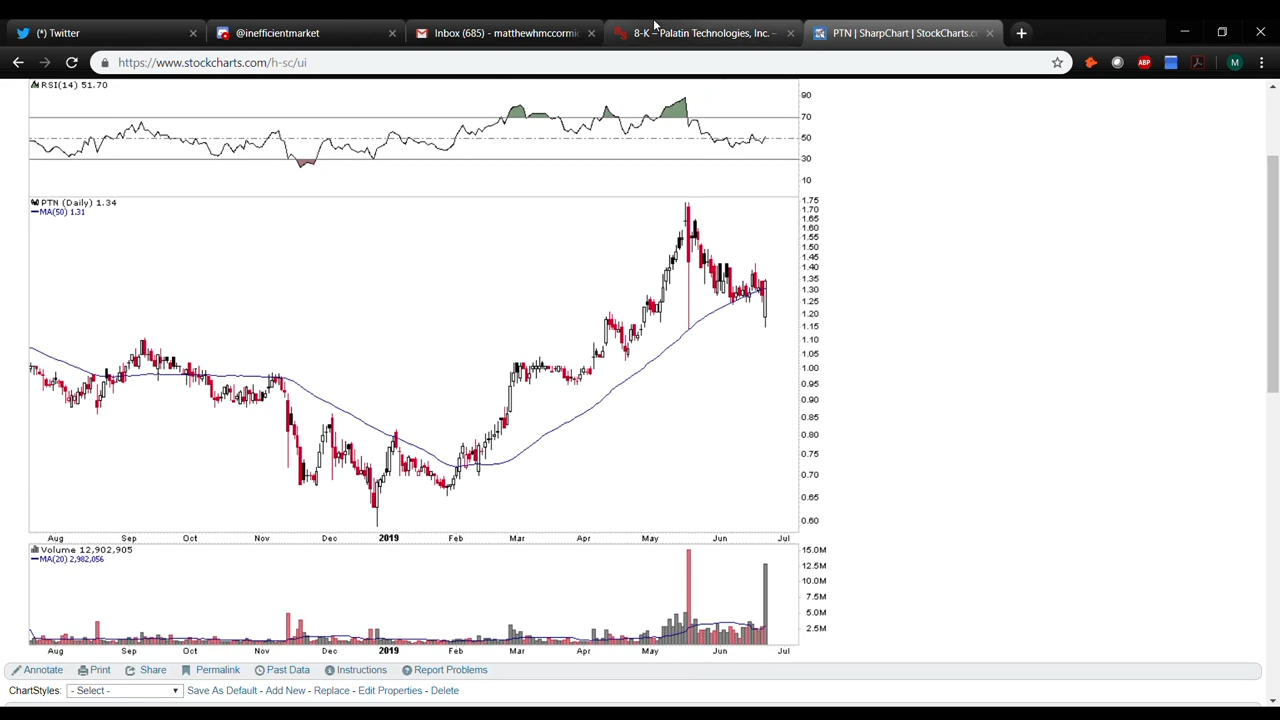 (*) Twitter
@inefficientmarket
Inbox (685) - matthewhmccormic
8-K – Palatin Technologies, Inc. –
PTN | SharpChart | StockCharts.c
https://www.stockcharts.com/h-sc/ui
ABP
M
RSI(14) 51.70
90
70
50
30
10
PTN (Daily) 1.34
MA(50) 1.31
1.75
1.70
1.65
1.60
1.55
1.50
1.45
1.40
1.35
1.30
1.25
1.20
1.15
1.10
1.05
1.00
0.95
0.90
0.85
0.80
0.75
0.70
0.65
0.60
Aug Sep Oct Nov Dec 2019 Feb Mar Apr May Jun Jul
Volume 12,902,905
MA(20) 2,982,056
15.0M
12.5M
10.0M
7.5M
5.0M
2.5M
Aug Sep Oct Nov Dec 2019 Feb Mar Apr May Jun Jul
Annotate Print Share Permalink Past Data Instructions Report Problems
ChartStyles: - Select - Save As Default - Add New - Replace - Edit Properties - Delete